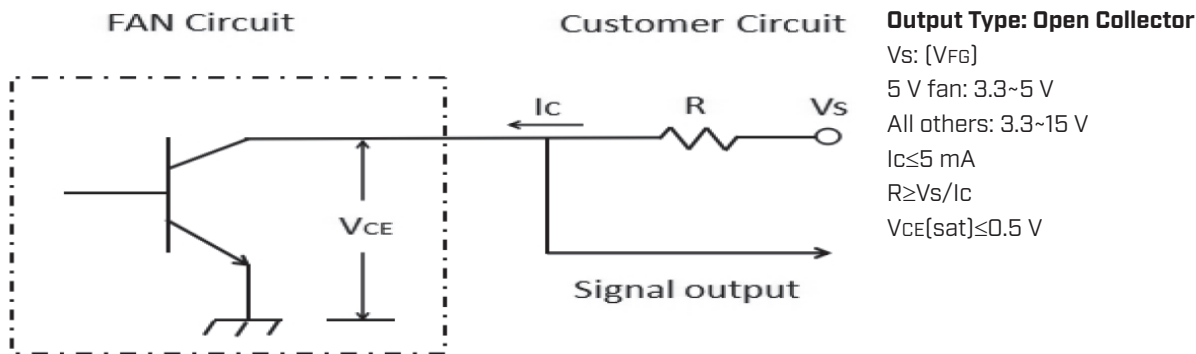 FAN Circuit
Customer Circuit
Ic
R
Vs
VCE
Signal output
Output Type: Open Collector
Vs: (VFG)
5 V fan: 3.3~5 V
All others: 3.3~15 V
Ic≤5 mA
R≥Vs/Ic
VCE(sat)≤0.5 V